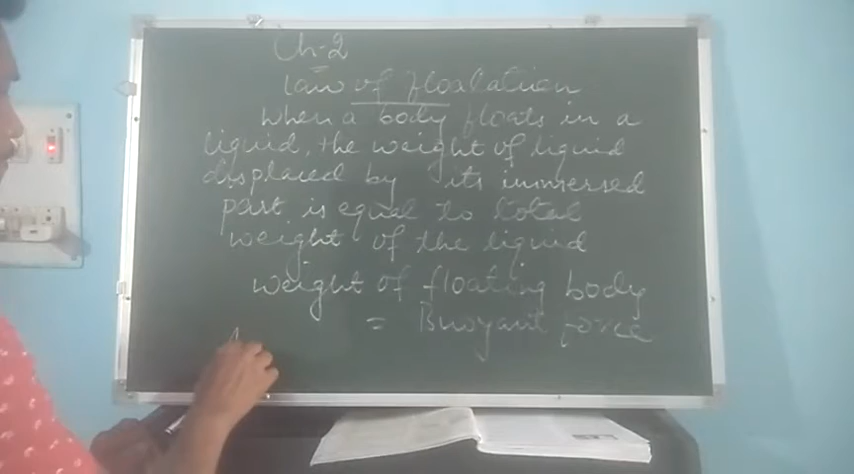 Ch-2
law of floatation
when a body floats in a
liquid, the weight of liquid
displaced by its immersed
part is equal to total
weight of the liquid
weight of floating body
= Buoyant force